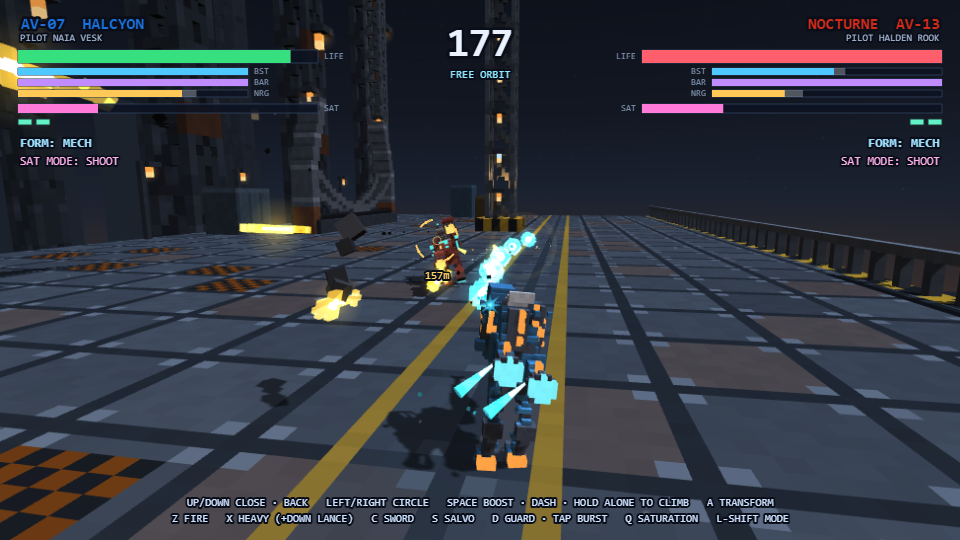 AV-07 HALCYON
PILOT NAIA VESK
LIFE
BST
BAR
NRG
SAT
FORM: MECH
SAT MODE: SHOOT
177
FREE ORBIT
NOCTURNE AV-13
PILOT HALDEN ROOK
LIFE
BST
BAR
NRG
SAT
FORM: MECH
SAT MODE: SHOOT
157m
UP/DOWN CLOSE · BACK LEFT/RIGHT CIRCLE SPACE BOOST · DASH · HOLD ALONE TO CLIMB A TRANSFORM
Z FIRE X HEAVY (+DOWN LANCE) C SWORD S SALVO D GUARD · TAP BURST Q SATURATION L-SHIFT MODE